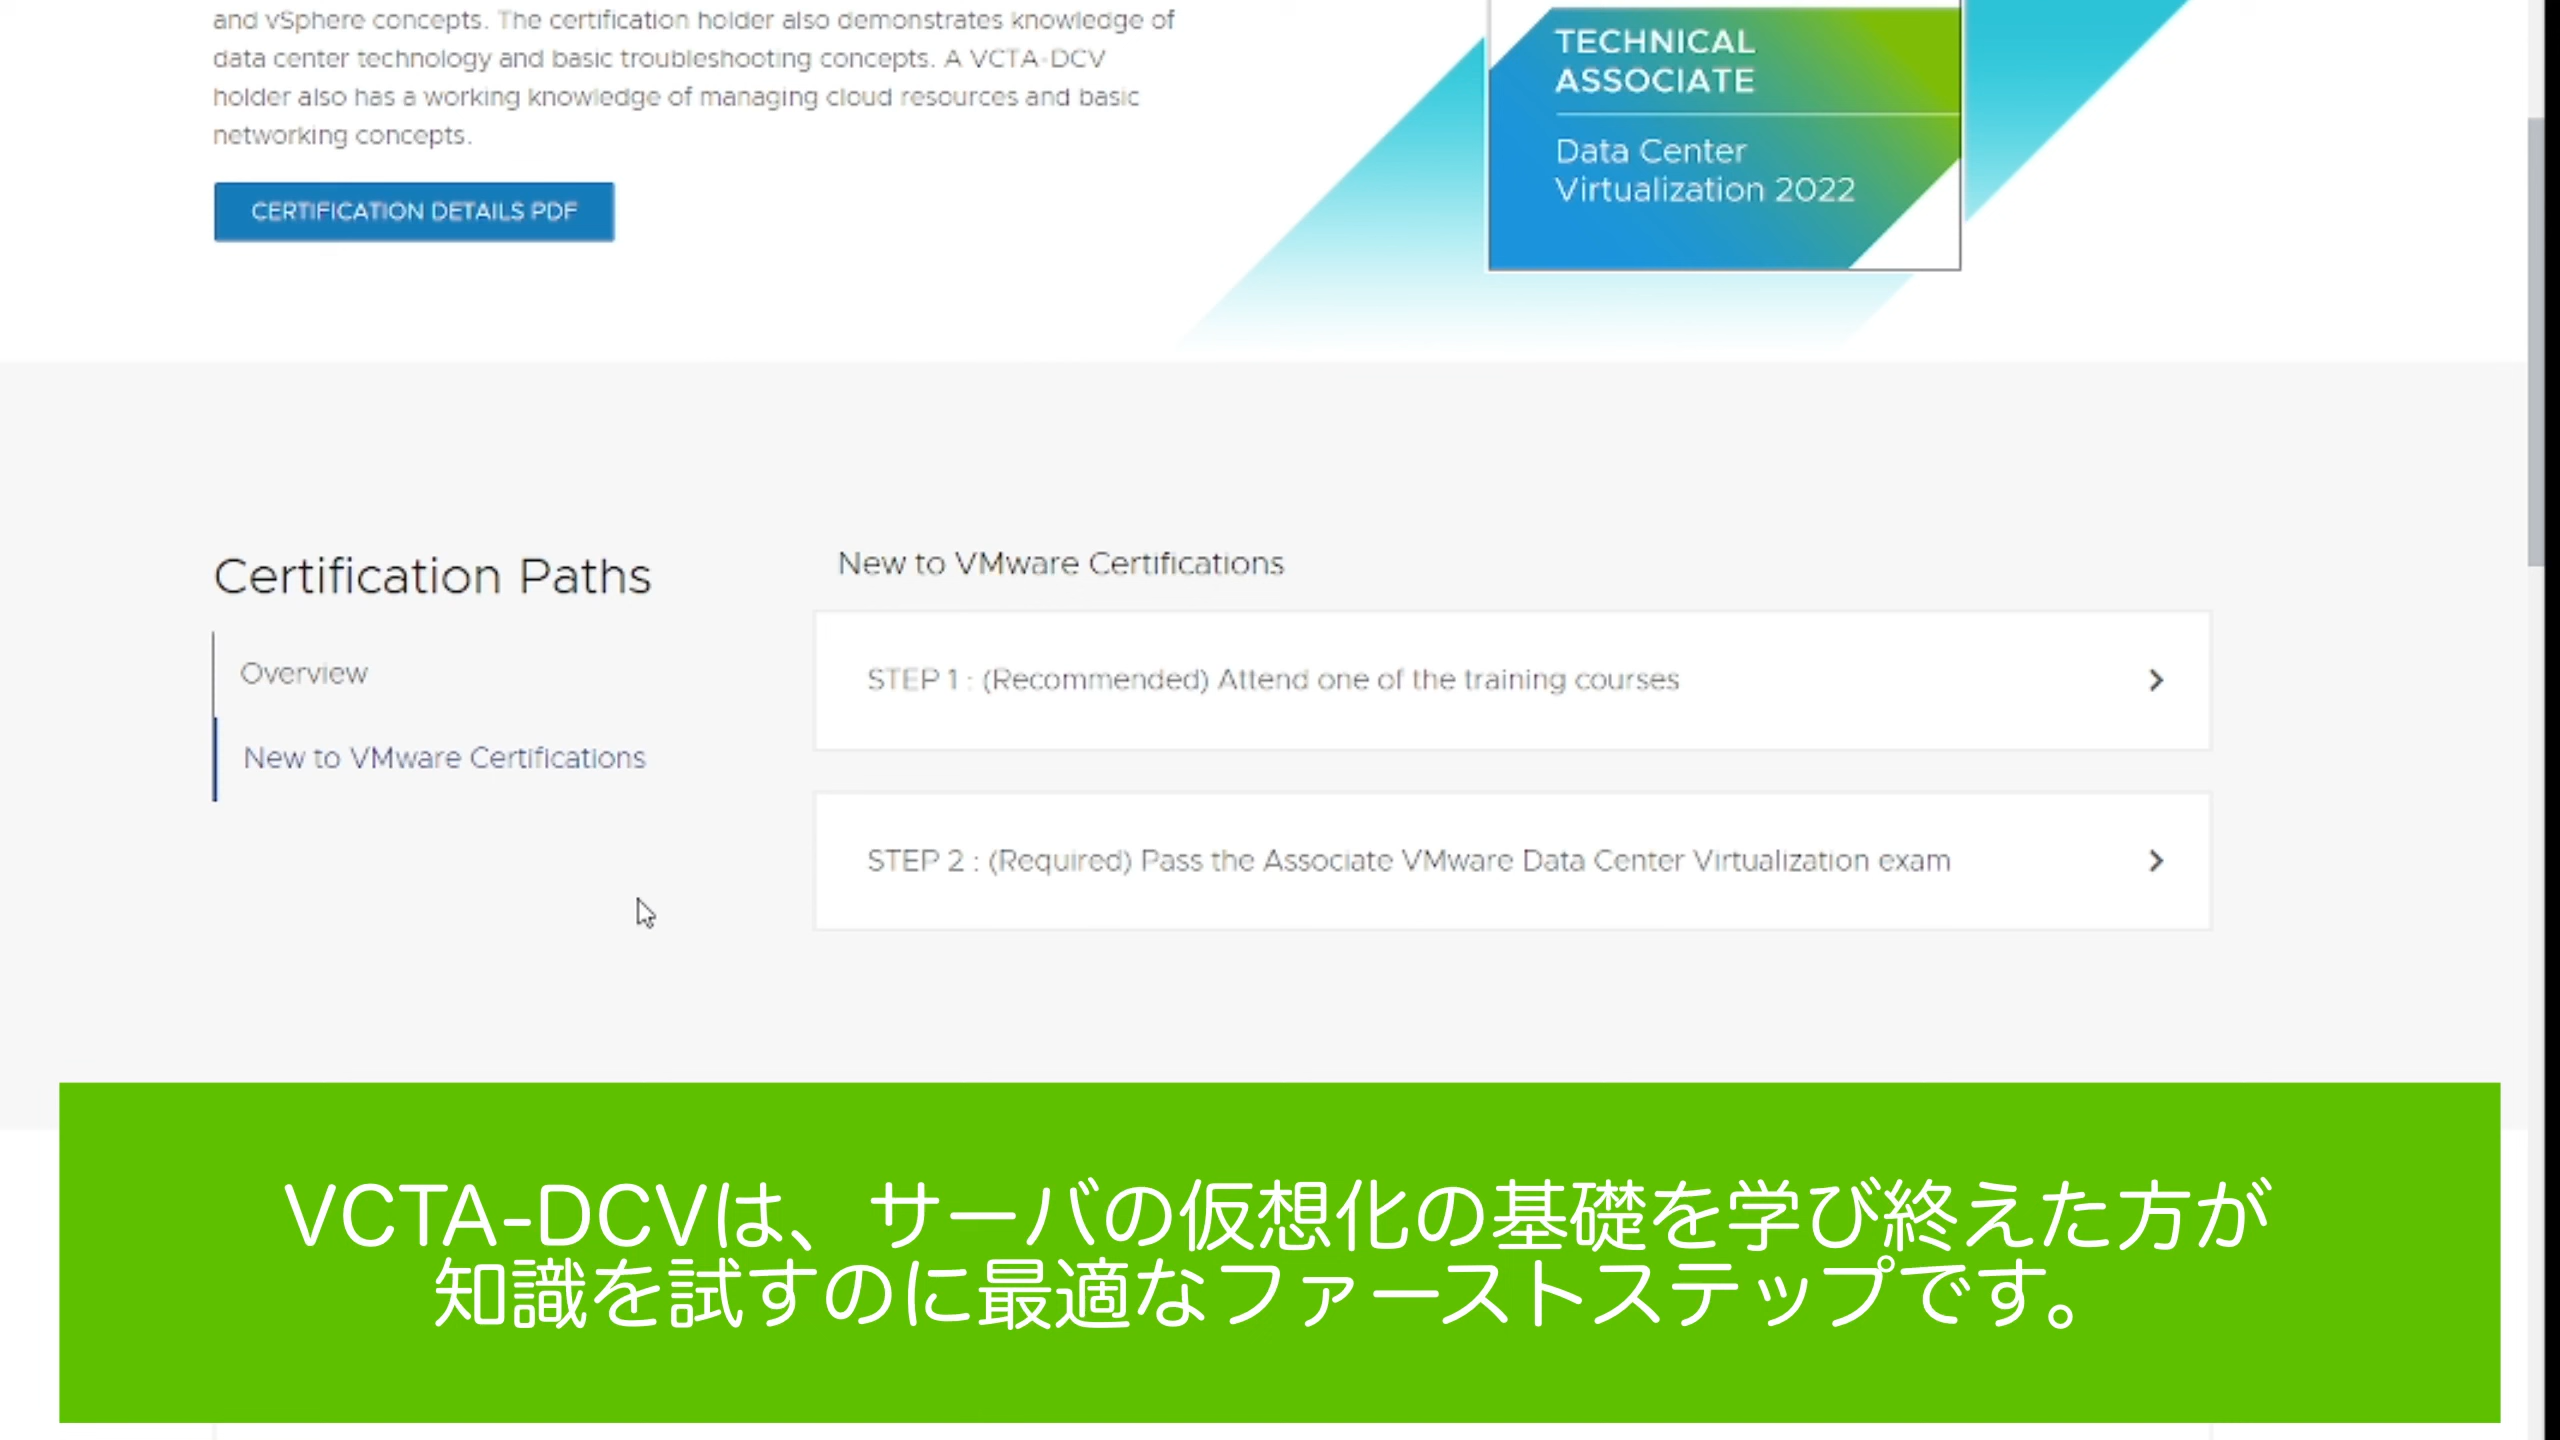 and vSphere concepts. The certification holder also demonstrates knowledge of
data center technology and basic troubleshooting concepts. A VCTA-DCV
holder also has a working knowledge of managing cloud resources and basic
networking concepts.
CERTIFICATION DETAILS PDF
TECHNICAL
ASSOCIATE
Data Center
Virtualization 2022
Certification Paths
Overview
New to VMware Certifications
New to VMware Certifications
STEP 1 : (Recommended) Attend one of the training courses
STEP 2 : (Required) Pass the Associate VMware Data Center Virtualization exam
VCTA-DCVは、サーバの仮想化の基礎を学び終えた方が
知識を試すのに最適なファーストステップです。